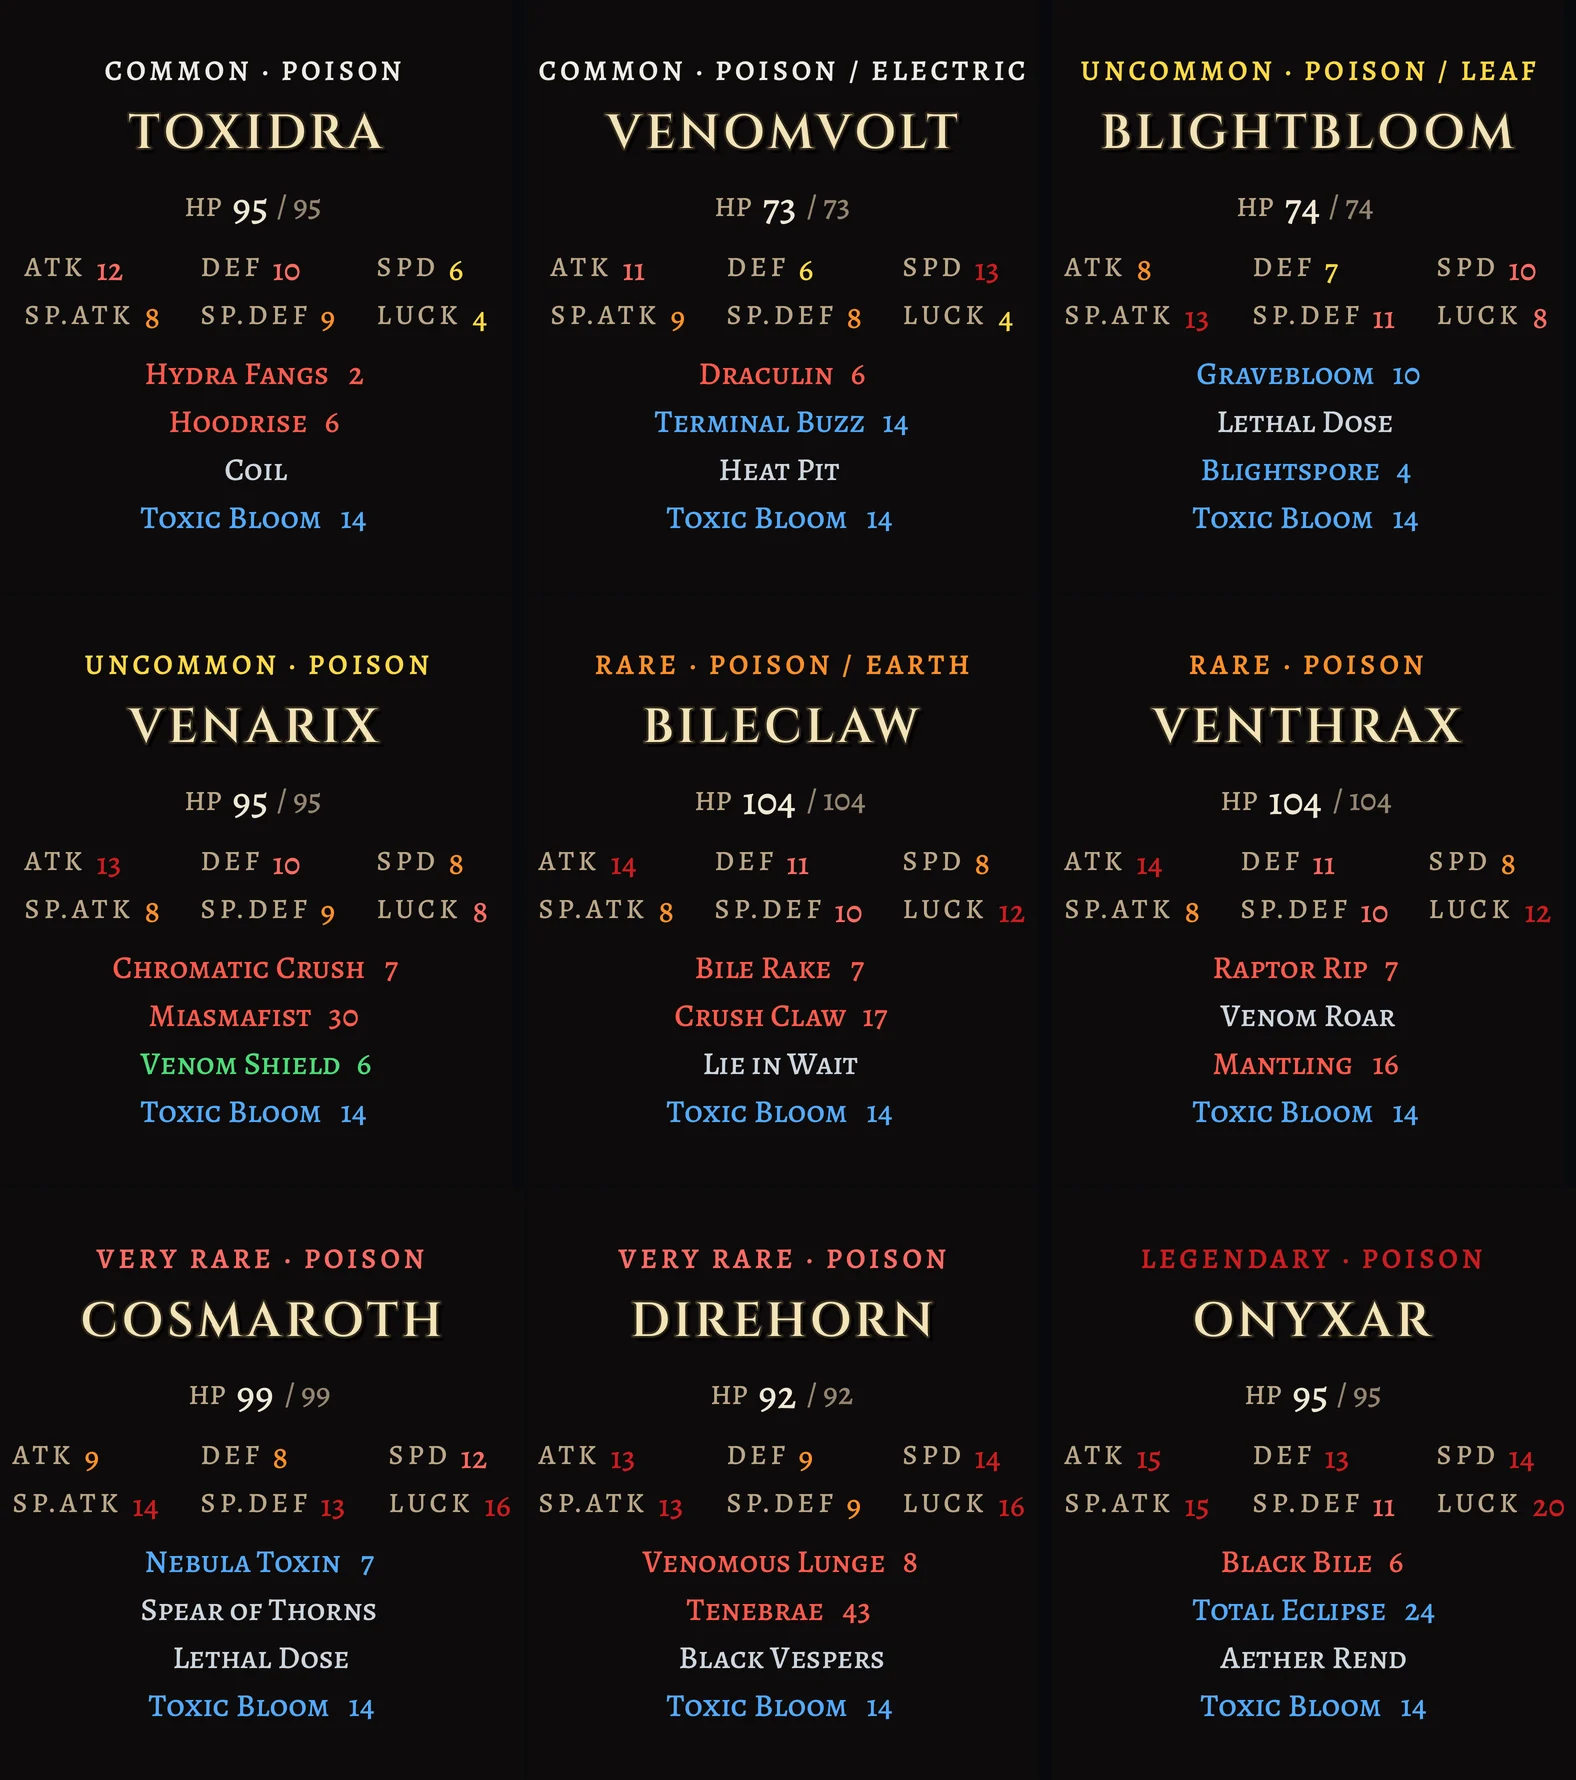 COMMON · POISON
TOXIDRA
HP 95 / 95
ATK 12 DEF 10 SPD 6
SP.ATK 8 SP.DEF 9 LUCK 4
HYDRA FANGS 2
HOODRISE 6
COIL
TOXIC BLOOM 14
COMMON · POISON / ELECTRIC
VENOMVOLT
HP 73 / 73
ATK 11 DEF 6 SPD 13
SP.ATK 9 SP.DEF 8 LUCK 4
DRACULIN 6
TERMINAL BUZZ 14
HEAT PIT
TOXIC BLOOM 14
UNCOMMON · POISON / LEAF
BLIGHTBLOOM
HP 74 / 74
ATK 8 DEF 7 SPD 10
SP.ATK 13 SP.DEF 11 LUCK 8
GRAVEBLOOM 10
LETHAL DOSE
BLIGHTSPORE 4
TOXIC BLOOM 14
UNCOMMON · POISON
VENARIX
HP 95 / 95
ATK 13 DEF 10 SPD 8
SP.ATK 8 SP.DEF 9 LUCK 8
CHROMATIC CRUSH 7
MIASMAFIST 30
VENOM SHIELD 6
TOXIC BLOOM 14
RARE · POISON / EARTH
BILECLAW
HP 104 / 104
ATK 14 DEF 11 SPD 8
SP.ATK 8 SP.DEF 10 LUCK 12
BILE RAKE 7
CRUSH CLAW 17
LIE IN WAIT
TOXIC BLOOM 14
RARE · POISON
VENTHRAX
HP 104 / 104
ATK 14 DEF 11 SPD 8
SP.ATK 8 SP.DEF 10 LUCK 12
RAPTOR RIP 7
VENOM ROAR
MANTLING 16
TOXIC BLOOM 14
VERY RARE · POISON
COSMAROTH
HP 99 / 99
ATK 9 DEF 8 SPD 12
SP.ATK 14 SP.DEF 13 LUCK 16
NEBULA TOXIN 7
SPEAR OF THORNS
LETHAL DOSE
TOXIC BLOOM 14
VERY RARE · POISON
DIREHORN
HP 92 / 92
ATK 13 DEF 9 SPD 14
SP.ATK 13 SP.DEF 9 LUCK 16
VENOMOUS LUNGE 8
TENEBRAE 43
BLACK VESPERS
TOXIC BLOOM 14
LEGENDARY · POISON
ONYXAR
HP 95 / 95
ATK 15 DEF 13 SPD 14
SP.ATK 15 SP.DEF 11 LUCK 20
BLACK BILE 6
TOTAL ECLIPSE 24
AETHER REND
TOXIC BLOOM 14